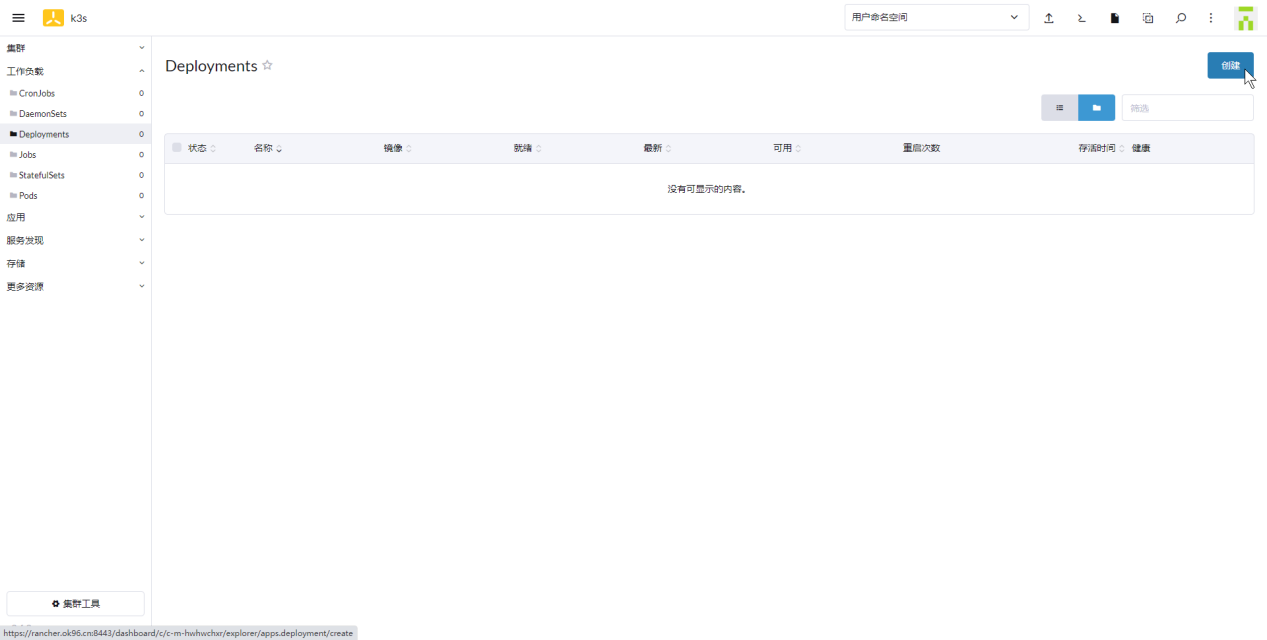 k3s
用户命名空间
集群
工作负载
CronJobs 0
DaemonSets 0
Deployments 0
Jobs 0
StatefulSets 0
Pods 0
应用
服务发现
存储
更多资源
Deployments
创建
筛选
状态 名称 镜像 就绪 最新 可用 重启次数 存活时间 健康
没有可显示的内容。
集群工具
https://rancher.ok96.cn:8443/dashboard/c/c-m-hwhwchxr/explorer/apps.deployment/create